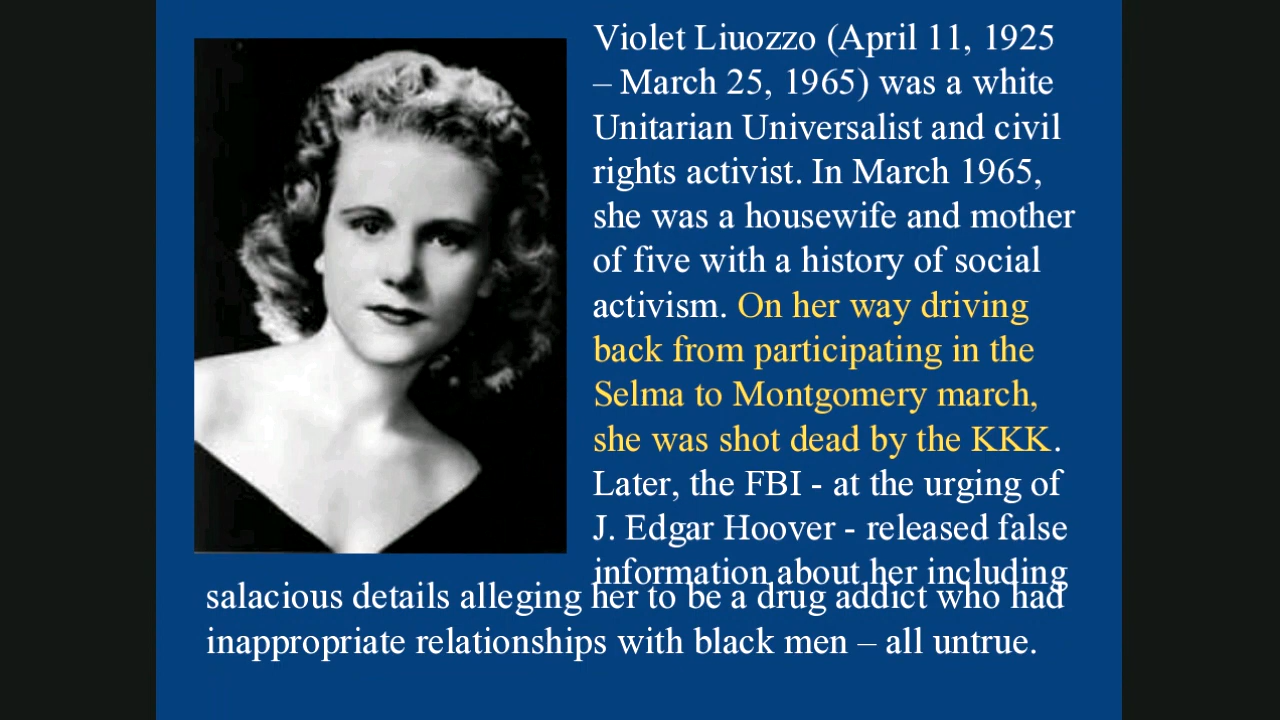 Violet Liuozzo (April 11, 1925
– March 25, 1965) was a white
Unitarian Universalist and civil
rights activist. In March 1965,
she was a housewife and mother
of five with a history of social
activism. On her way driving
back from participating in the
Selma to Montgomery march,
she was shot dead by the KKK.
Later, the FBI - at the urging of
J. Edgar Hoover - released false
information about her including
salacious details alleging her to be a drug addict who had
inappropriate relationships with black men – all untrue.